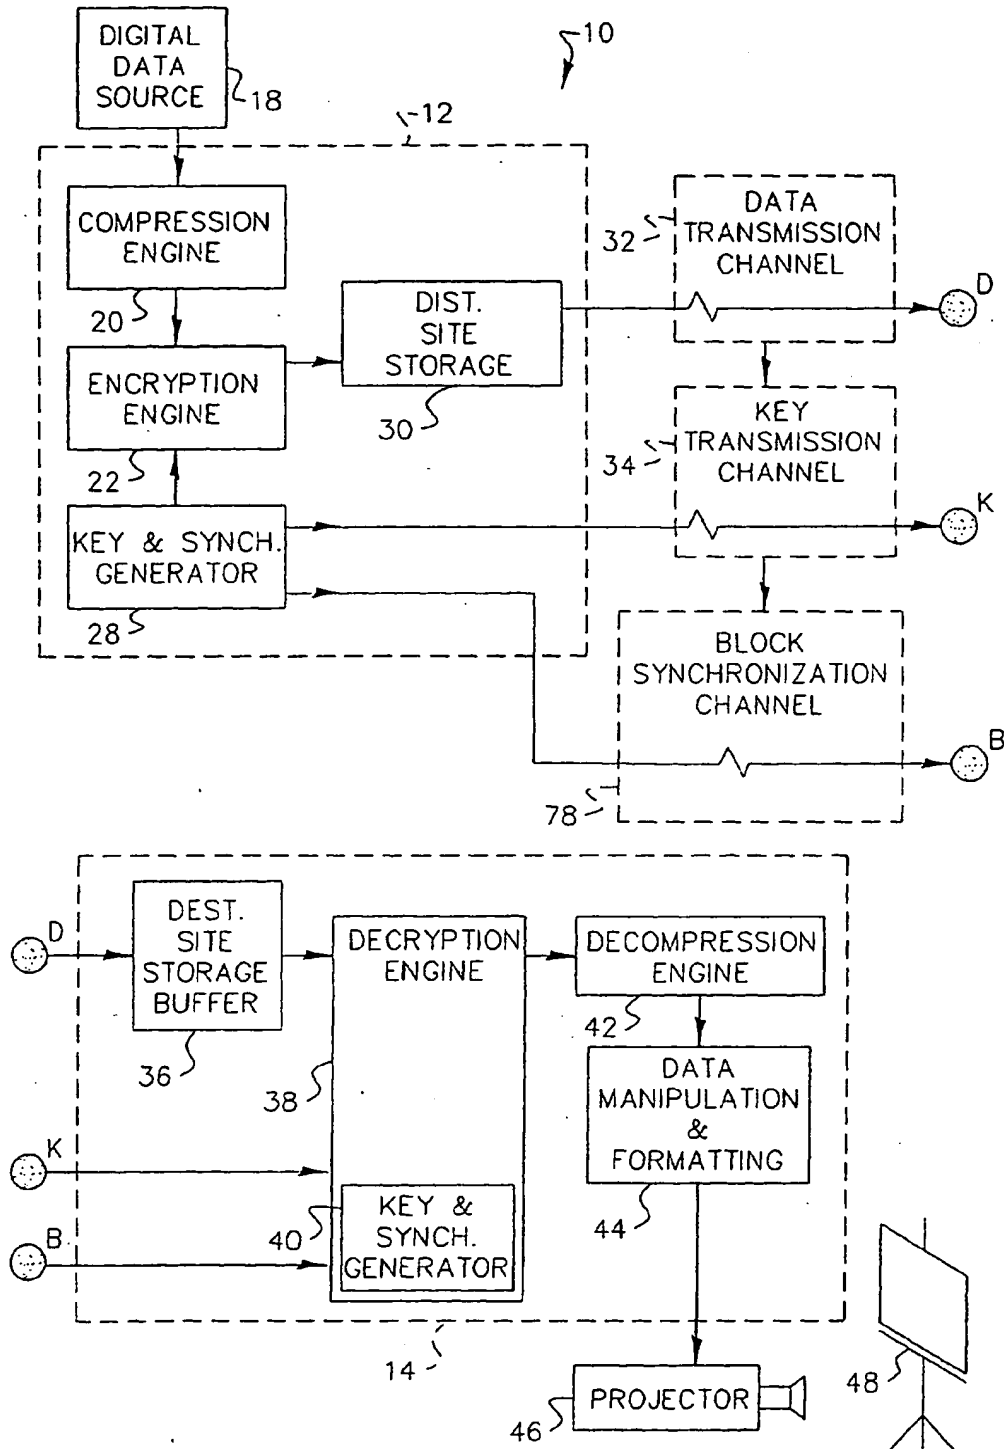 DIGITAL
DATA
SOURCE
18
10
12
COMPRESSION
ENGINE
20
ENCRYPTION
ENGINE
22
KEY & SYNCH.
GENERATOR
28
DIST.
SITE
STORAGE
30
DATA
TRANSMISSION
CHANNEL
32
D
KEY
TRANSMISSION
CHANNEL
34
K
BLOCK
SYNCHRONIZATION
CHANNEL
78
B
D
DEST.
SITE
STORAGE
BUFFER
36
DECRYPTION
ENGINE
38
K
B
KEY &
SYNCH.
GENERATOR
40
DECOMPRESSION
ENGINE
42
DATA
MANIPULATION
&
FORMATTING
44
14
PROJECTOR
46
48